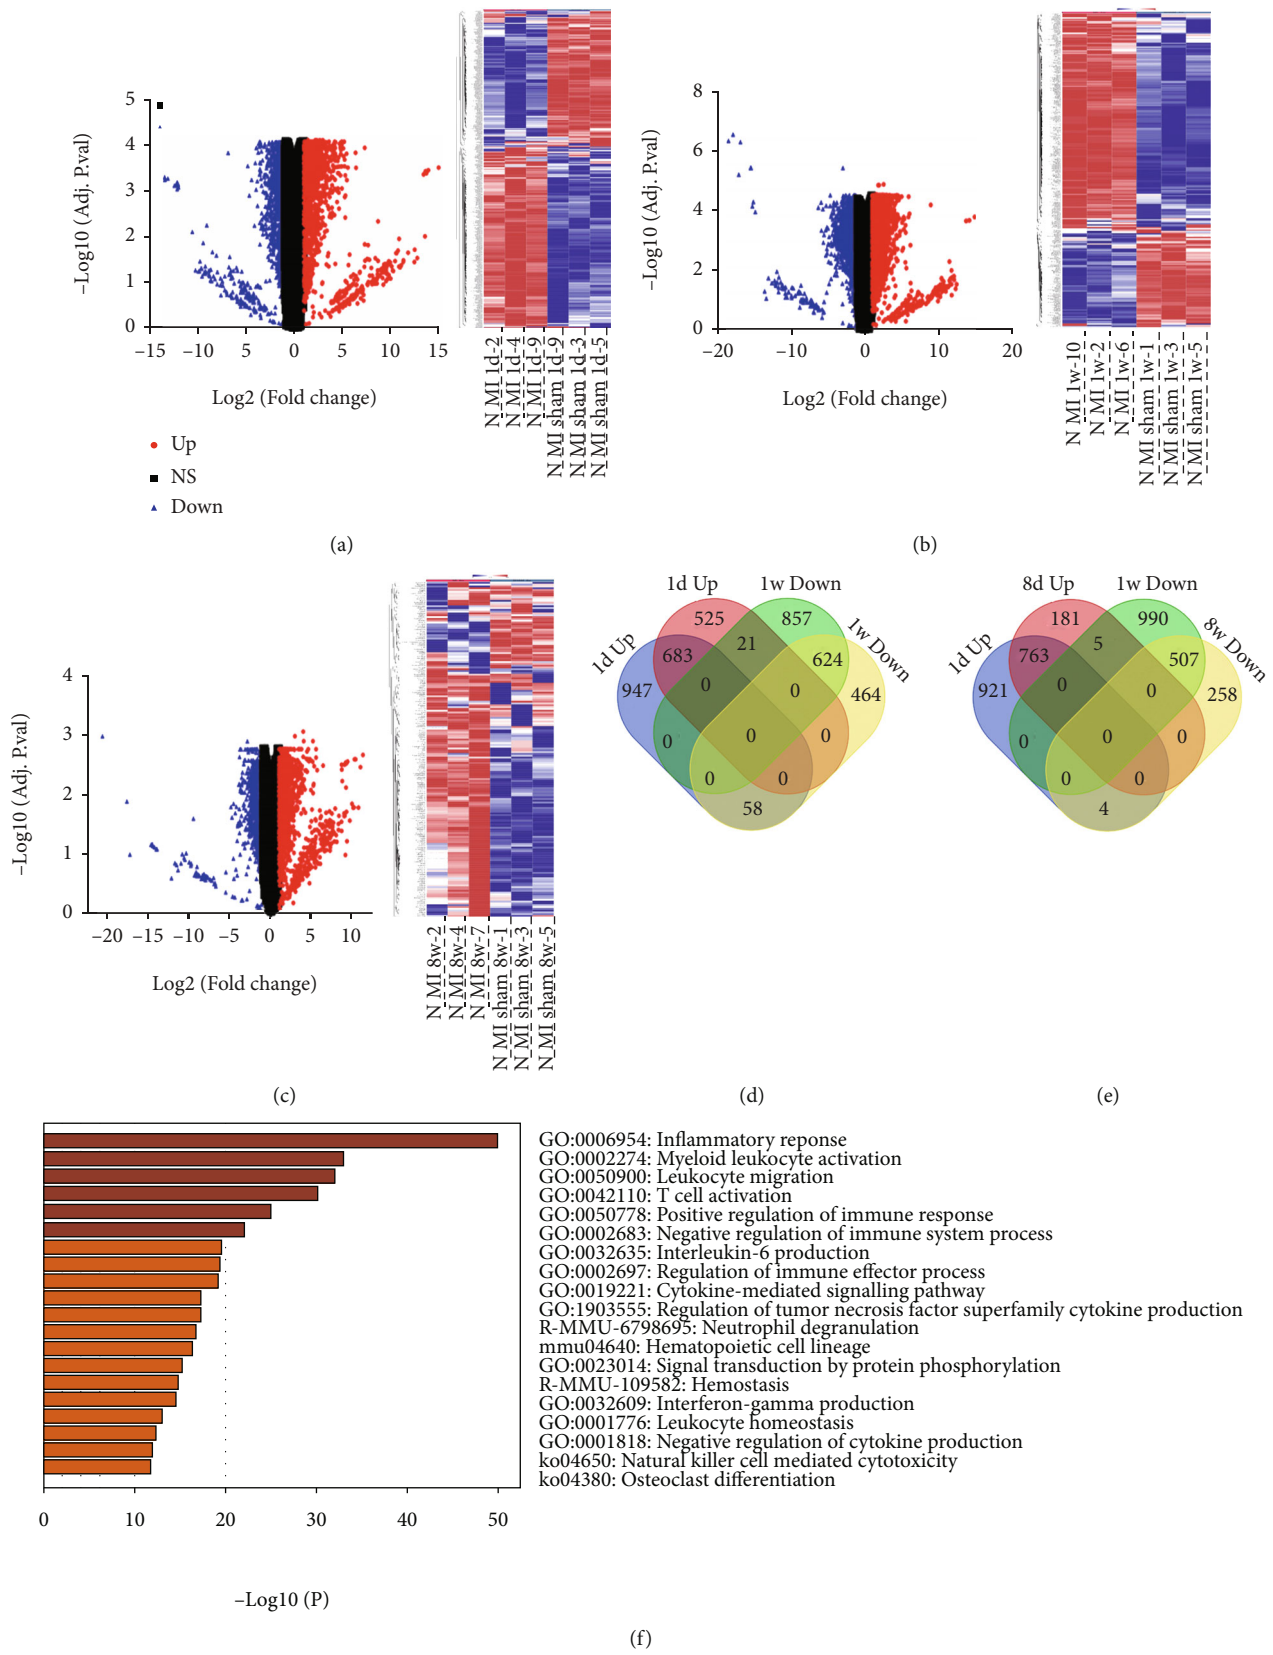 5
4
3
2
1
0
–Log10 (Adj. P.val)
−15 −10 −5 0 5 10 15
Log2 (Fold change)
Up
NS
Down
N_MI_1d-2
N_MI_1d-4
N_MI_1d-9
N_MI_sham_1d-9
N_MI_sham_1d-3
N_MI_sham_1d-5
(a)
8
6
4
2
0
–Log10 (Adj. P.val)
−20 −10 0 10 20
Log2 (Fold change)
N_MI_1w-10
N_MI_1w-2
N_MI_1w-6
N_MI_sham_1w-1
N_MI_sham_1w-3
N_MI_sham_1w-5
(b)
4
3
2
1
0
–Log10 (Adj. P.val)
−20 −15 −10 −5 0 5 10
Log2 (Fold change)
N_MI_8w-2
N_MI_8w-4
N_MI_8w-7
N_MI_sham_8w-1
N_MI_sham_8w-3
N_MI_sham_8w-5
(c)
1d Up 1d Up 1w Down 1w Down
525 857
21
683 624
947 0 0 464
0 0 0
0 0
58
(d)
1d Up 8d Up 1w Down 8w Down
181 990
5
763 507
921 0 0 258
0 0 0
0 0
4
(e)
GO:0006954: Inflammatory reponse
GO:0002274: Myeloid leukocyte activation
GO:0050900: Leukocyte migration
GO:0042110: T cell activation
GO:0050778: Positive regulation of immune response
GO:0002683: Negative regulation of immune system process
GO:0032635: Interleukin-6 production
GO:0002697: Regulation of immune effector process
GO:0019221: Cytokine-mediated signalling pathway
GO:1903555: Regulation of tumor necrosis factor superfamily cytokine production
R-MMU-6798695: Neutrophil degranulation
mmu04640: Hematopoietic cell lineage
GO:0023014: Signal transduction by protein phosphorylation
R-MMU-109582: Hemostasis
GO:0032609: Interferon-gamma production
GO:0001776: Leukocyte homeostasis
GO:0001818: Negative regulation of cytokine production
ko04650: Natural killer cell mediated cytotoxicity
ko04380: Osteoclast differentiation
0 10 20 30 40 50
–Log10 (P)
(f)